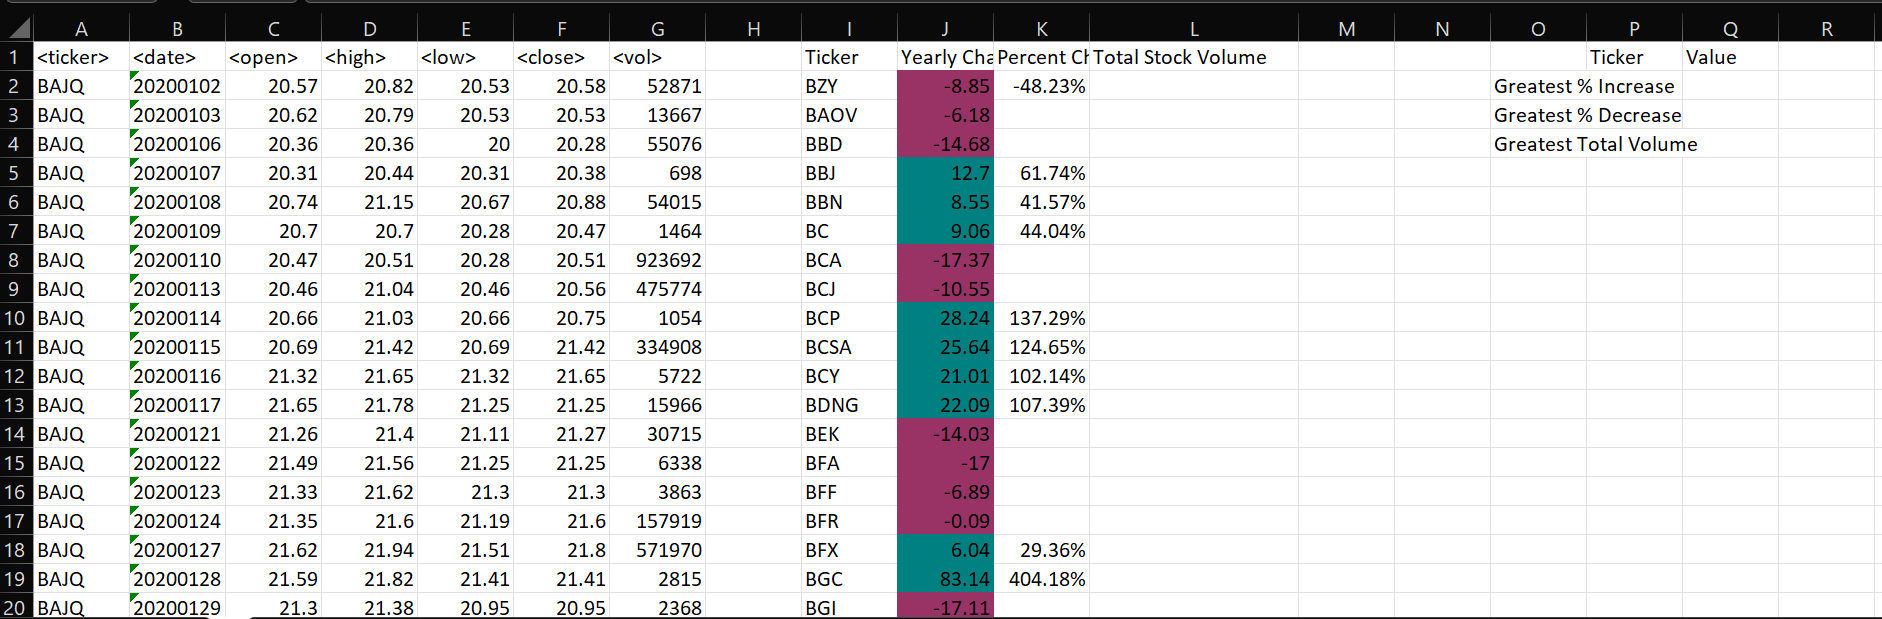 A B C D E F G H I J K L M N O P Q R
1 <ticker> <date> <open> <high> <low> <close> <vol> Ticker Yearly Cha Percent Ch Total Stock Volume Ticker Value
2 BAJQ 20200102 20.57 20.82 20.53 20.58 52871 BZY -8.85 -48.23% Greatest % Increase
3 BAJQ 20200103 20.62 20.79 20.53 20.53 13667 BAOV -6.18 Greatest % Decrease
4 BAJQ 20200106 20.36 20.36 20 20.28 55076 BBD -14.68 Greatest Total Volume
5 BAJQ 20200107 20.31 20.44 20.31 20.38 698 BBJ 12.7 61.74%
6 BAJQ 20200108 20.74 21.15 20.67 20.88 54015 BBN 8.55 41.57%
7 BAJQ 20200109 20.7 20.7 20.28 20.47 1464 BC 9.06 44.04%
8 BAJQ 20200110 20.47 20.51 20.28 20.51 923692 BCA -17.37
9 BAJQ 20200113 20.46 21.04 20.46 20.56 475774 BCJ -10.55
10 BAJQ 20200114 20.66 21.03 20.66 20.75 1054 BCP 28.24 137.29%
11 BAJQ 20200115 20.69 21.42 20.69 21.42 334908 BCSA 25.64 124.65%
12 BAJQ 20200116 21.32 21.65 21.32 21.65 5722 BCY 21.01 102.14%
13 BAJQ 20200117 21.65 21.78 21.25 21.25 15966 BDNG 22.09 107.39%
14 BAJQ 20200121 21.26 21.4 21.11 21.27 30715 BEK -14.03
15 BAJQ 20200122 21.49 21.56 21.25 21.25 6338 BFA -17
16 BAJQ 20200123 21.33 21.62 21.3 21.3 3863 BFF -6.89
17 BAJQ 20200124 21.35 21.6 21.19 21.6 157919 BFR -0.09
18 BAJQ 20200127 21.62 21.94 21.51 21.8 571970 BFX 6.04 29.36%
19 BAJQ 20200128 21.59 21.82 21.41 21.41 2815 BGC 83.14 404.18%
20 BAJQ 20200129 21.3 21.38 20.95 20.95 2368 BGI -17.11